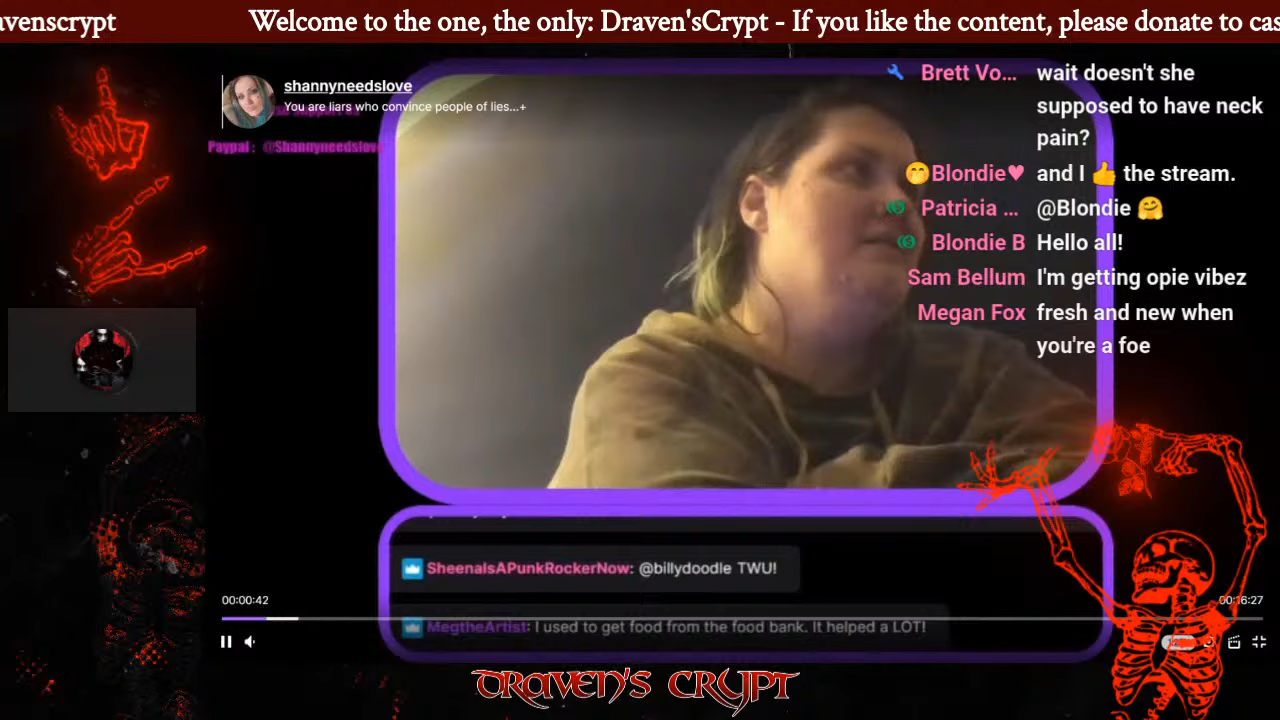 avenscrypt Welcome to the one, the only: Draven'sCrypt - If you like the content, please donate to cas
shannyneedslove
You are liars who convince people of lies...+
Paypal: @Shannyneedslove
Brett Vo... wait doesn't she
supposed to have neck
pain?
🤭Blondie♥ and I 👍 the stream.
Patricia ... @Blondie 🤗
Blondie B Hello all!
Sam Bellum I'm getting opie vibez
Megan Fox fresh and new when
you're a foe
SheenaIsAPunkRockerNow: @billydoodle TWU!
00:00:42
00:16:27
MegtheArtist: I used to get food from the food bank. It helped a LOT!
DRAVEN'S CRYPT